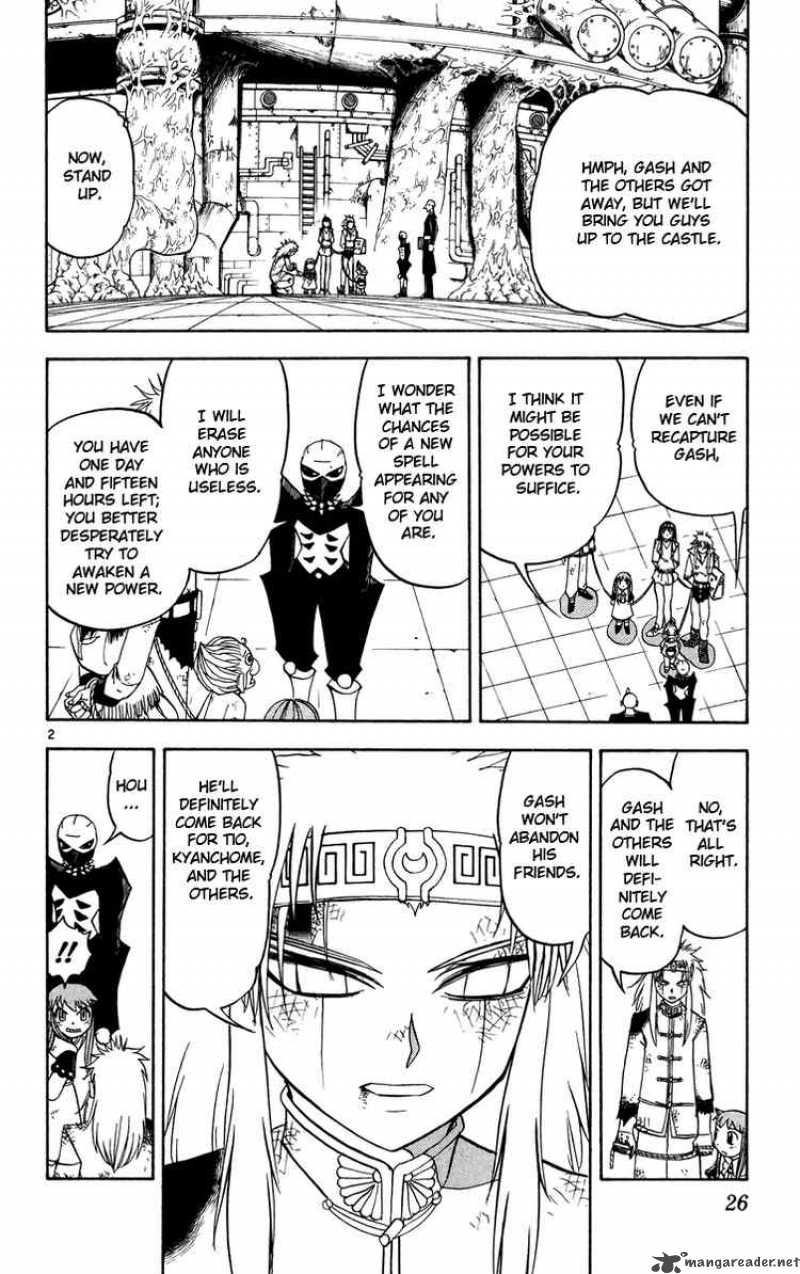 HMPH, GASH AND
THE OTHERS GOT
AWAY, BUT WE'LL
BRING YOU GUYS
UP TO THE CASTLE.
NOW,
STAND
UP.
EVEN IF
WE CAN'T
RECAPTURE
GASH,
I THINK IT
MIGHT BE
POSSIBLE
FOR YOUR
POWERS TO
SUFFICE.
I WONDER
WHAT THE
CHANCES
OF A NEW
SPELL
APPEARING
FOR ANY
OF YOU
ARE.
I WILL
ERASE
ANYONE
WHO IS
USELESS.
YOU HAVE
ONE DAY
AND FIFTEEN
HOURS LEFT;
YOU BETTER
DESPERATELY
TRY TO
AWAKEN A
NEW POWER.
2
NO,
THAT'S
ALL
RIGHT.
GASH
AND THE
OTHERS
WILL
DEFI-
NITELY
COME
BACK.
GASH
WON'T
ABANDON
HIS
FRIENDS.
HE'LL
DEFINITELY
COME BACK
FOR TIO,
KYANCHOME,
AND THE
OTHERS.
HOU
...
!!
26
mangareader.net